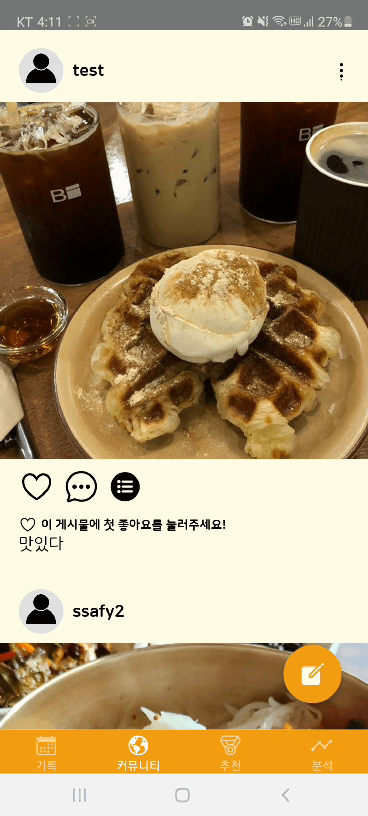 KT 4:11 HD 27%
test
B
B
이 게시물에 첫 좋아요를 눌러주세요!
맛있다
ssafy2
기록 커뮤니티 추천 분석